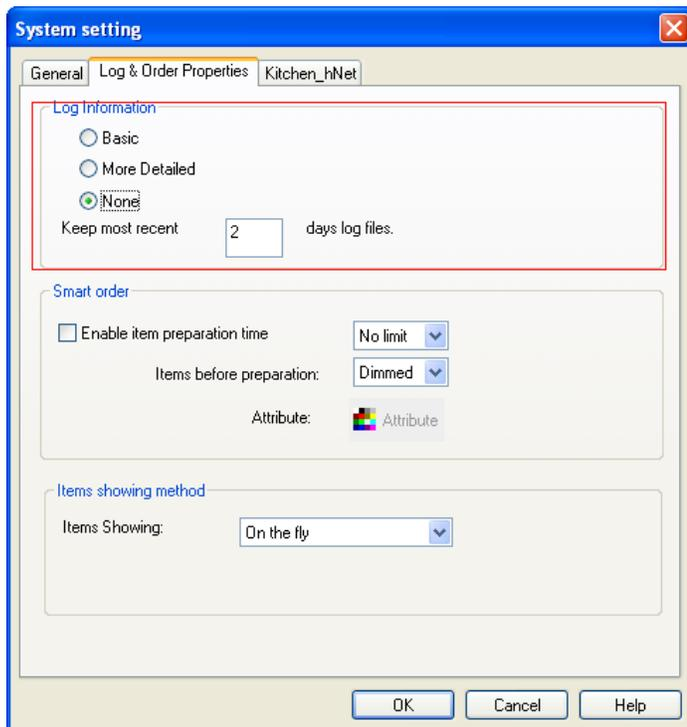 System setting
General Log & Order Properties Kitchen_hNet
Log Information
Basic
More Detailed
None
Keep most recent 2 days log files.
Smart order
Enable item preparation time No limit
Items before preparation: Dimmed
Attribute: Attribute
Items showing method
Items Showing: On the fly
OK Cancel Help